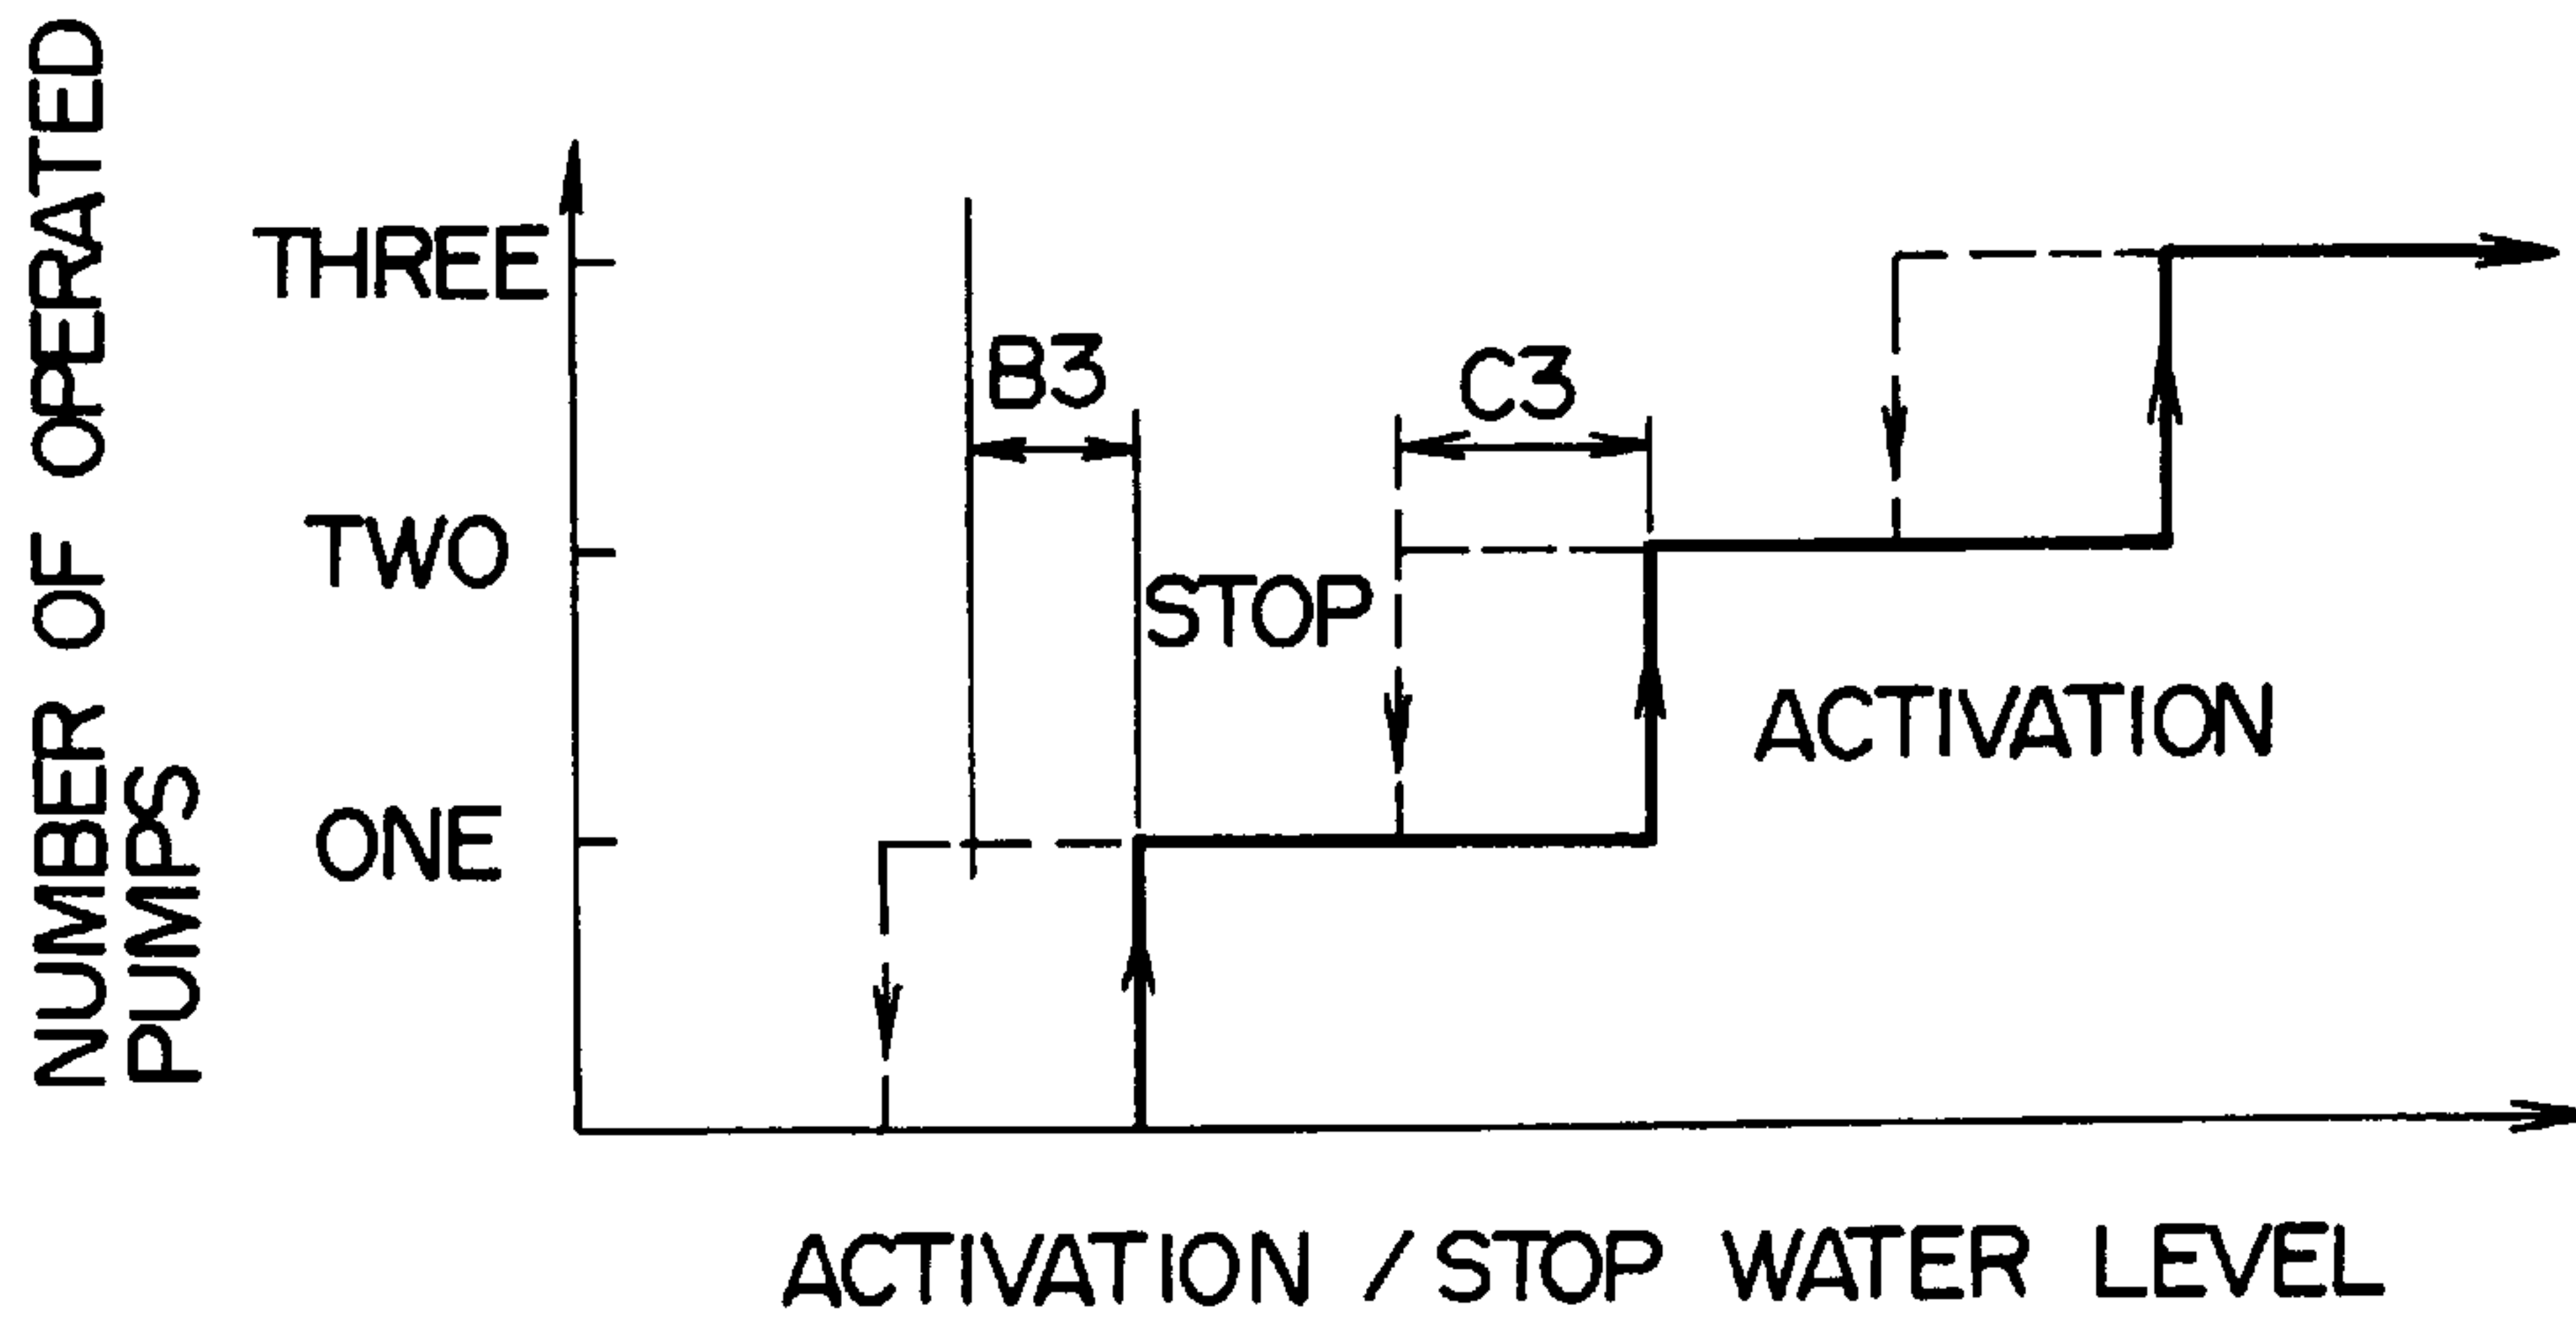 NUMBER OF OPERATED
PUMPS
THREE
TWO
ONE
B3
C3
STOP
ACTIVATION
ACTIVATION / STOP WATER LEVEL